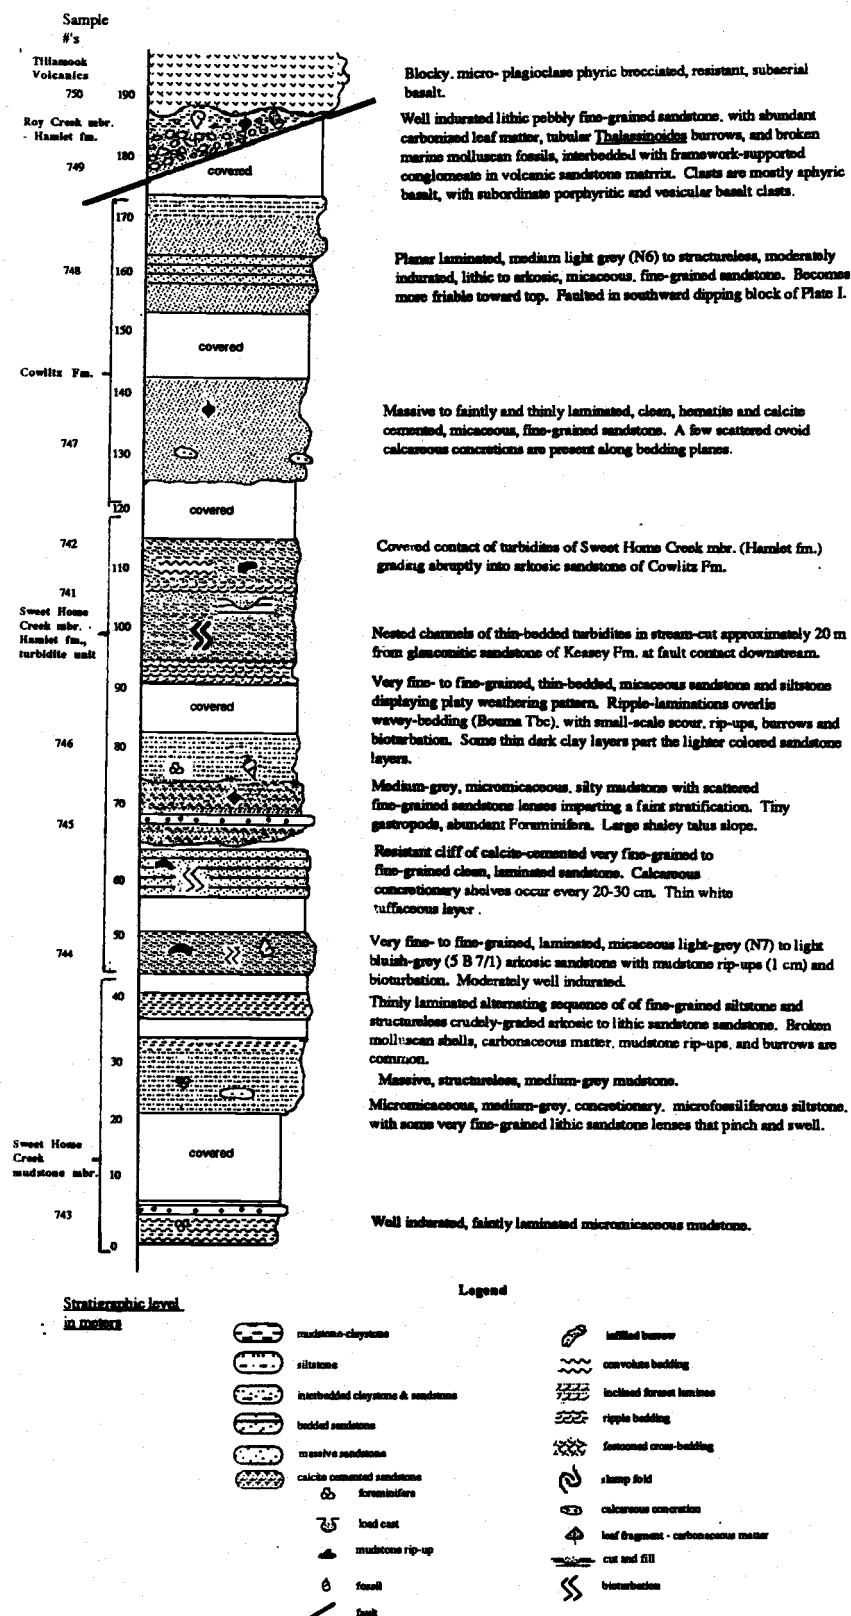 Sample
#'s
Tillamook
Volcanics
750
190
Blocky, micro- plagioclase phyric brecciated, resistant, subaerial
basalt.
Roy Creek mbr.
- Hamlet fm.
749
180
covered
Well indurated lithic pebbly fine-grained sandstone, with abundant
carbonized leaf matter, tubular Thalassinoides burrows, and broken
marine molluscan fossils, interbedded with framework-supported
conglomeate in volcanic sandstone matrrix. Clasts are mostly aphyric
basalt, with subordinate porphyritic and vesicular basalt clasts.
170
748
160
Planar laminated, medium light grey (N6) to structureless, moderately
indurated, lithic to arkosic, micaceous, fine-grained sandstone. Becomes
more friable toward top. Faulted in southward dipping block of Plate I.
150
covered
Cowlitz Fm.
140
747
130
Massive to faintly and thinly laminated, clean, hematite and calcite
cemented, micaceous, fine-grained sandstone. A few scattered ovoid
calcareous concretions are present along bedding planes.
120
covered
742
110
Covered contact of turbidites of Sweet Home Creek mbr. (Hamlet fm.)
grading abruptly into arkosic sandstone of Cowlitz Fm.
741
Sweet Home
Creek mbr.
Hamlet fm.,
turbidite unit
100
Nested channels of thin-bedded turbidites in stream-cut approximately 20 m
from glauconitic sandstone of Keasey Fm. at fault contact downstream.
90
covered
Very fine- to fine-grained, thin-bedded, micaceous sandstone and siltstone
displaying platy weathering pattern. Ripple-laminations overlie
wavey-bedding (Bouma Tbc), with small-scale scour, rip-ups, burrows and
bioturbation. Some thin dark clay layers part the lighter colored sandstone
layers.
746
80
70
745
Medium-grey, micromicaceous, silty mudstone with scattered
fine-grained sandstone lenses imparting a faint stratification. Tiny
gastropods, abundant Foraminifera. Large shaley talus slope.
60
Resistant cliff of calcite-cemented very fine-grained to
fine-grained clean, laminated sandstone. Calcareous
concretionary shelves occur every 20-30 cm. Thin white
tuffaceous layer .
50
744
Very fine- to fine-grained, laminated, micaceous light-grey (N7) to light
bluish-grey (5 B 7/1) arkosic sandstone with mudstone rip-ups (1 cm) and
bioturbation. Moderately well indurated.
40
Thinly laminated alternating sequence of of fine-grained siltstone and
structureless crudely-graded arkosic to lithic sandstone sandstone. Broken
molluscan shells, carbonaceous matter, mudstone rip-ups, and burrows are
common.
30
Massive, structureless, medium-grey mudstone.
20
Micromicaceous, medium-grey, concretionary, microfossiliferous siltstone,
with some very fine-grained lithic sandstone lenses that pinch and swell.
Sweet Home
Creek
mudstone mbr.
covered
10
743
0
Well indurated, faintly laminated micromicaceous mudstone.
Stratigraphic level
in meters
Legend
mudstone-claystone
siltstone
interbedded claystone & sandstone
bedded sandstone
massive sandstone
calcite cemented sandstone
foraminifera
load cast
mudstone rip-up
fossil
fault
infilled burrow
convolute bedding
inclined foreset laminae
ripple bedding
festooned cross-bedding
slump fold
calcareous concretion
leaf fragment - carbonaceous matter
cut and fill
bioturbation